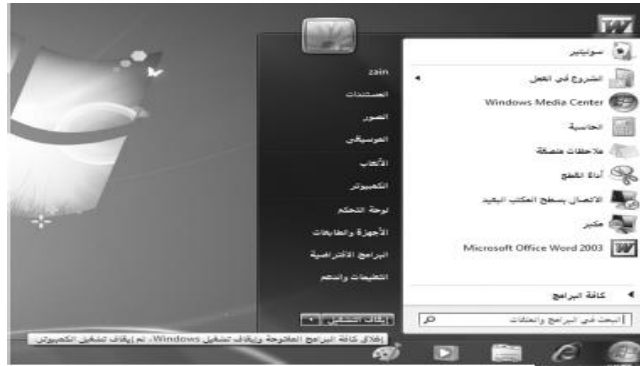 سوليتير
الشروع في العمل
Windows Media Center
الحاسبة
ملاحظات ملصقة
أداة القطع
الاتصال بسطح المكتب البعيد
مكبر
Microsoft Office Word 2003
كافة البرامج
البحث في البرامج والملفات
zain
المستندات
الصور
الموسيقى
الألعاب
الكمبيوتر
لوحة التحكم
الأجهزة والطابعات
البرامج الافتراضية
التعليمات والدعم
إيقاف التشغيل
إغلاق كافة البرامج المفتوحة وإيقاف تشغيل Windows، ثم إيقاف تشغيل الكمبيوتر.